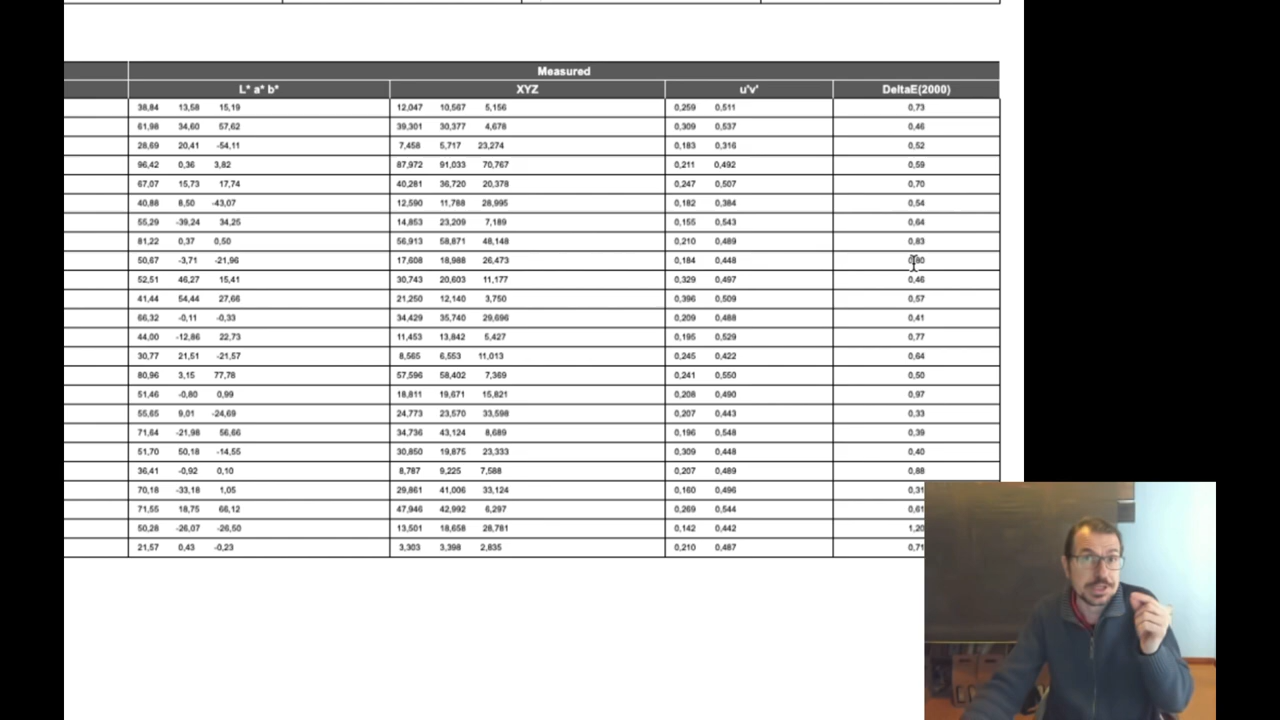 Measured
L* a* b* XYZ u'v' DeltaE(2000)
38,84 13,58 15,19 12,047 10,567 5,156 0,259 0,511 0,73
61,98 34,60 57,62 39,301 30,377 4,678 0,309 0,537 0,46
28,69 20,41 -54,11 7,458 5,717 23,274 0,183 0,316 0,52
96,42 0,36 3,82 87,972 91,033 70,767 0,211 0,492 0,59
67,07 15,73 17,74 40,281 36,720 20,378 0,247 0,507 0,70
40,88 8,50 -43,07 12,590 11,788 28,995 0,182 0,384 0,54
55,29 -39,24 34,25 14,853 23,209 7,189 0,155 0,543 0,64
81,22 0,37 0,50 56,913 58,871 48,148 0,210 0,489 0,83
50,67 -3,71 -21,96 17,608 18,988 26,473 0,184 0,448
52,51 46,27 15,41 30,743 20,603 11,177 0,329 0,497 0,46
41,44 54,44 27,66 21,250 12,140 3,750 0,396 0,509 0,57
66,32 -0,11 -0,33 34,429 35,740 29,696 0,209 0,488 0,41
44,00 -12,86 22,73 11,453 13,842 5,427 0,195 0,529 0,77
30,77 21,51 -21,57 8,565 6,553 11,013 0,245 0,422 0,64
80,96 3,15 77,78 57,596 58,402 7,369 0,241 0,550 0,50
51,46 -0,80 0,99 18,811 19,671 15,821 0,208 0,490 0,97
55,65 9,01 -24,69 24,773 23,570 33,598 0,207 0,443 0,33
71,64 -21,98 56,66 34,736 43,124 8,689 0,196 0,548 0,39
51,70 50,18 -14,55 30,850 19,875 23,333 0,309 0,448 0,40
36,41 -0,92 0,10 8,787 9,225 7,588 0,207 0,489 0,88
70,18 -33,18 1,05 29,861 41,006 33,124 0,160 0,496 0,31
71,55 18,75 66,12 47,946 42,992 6,297 0,269 0,544 0,61
50,28 -26,07 -26,50 13,501 18,658 28,781 0,142 0,442 1,20
21,57 0,43 -0,23 3,303 3,398 2,835 0,210 0,487 0,71